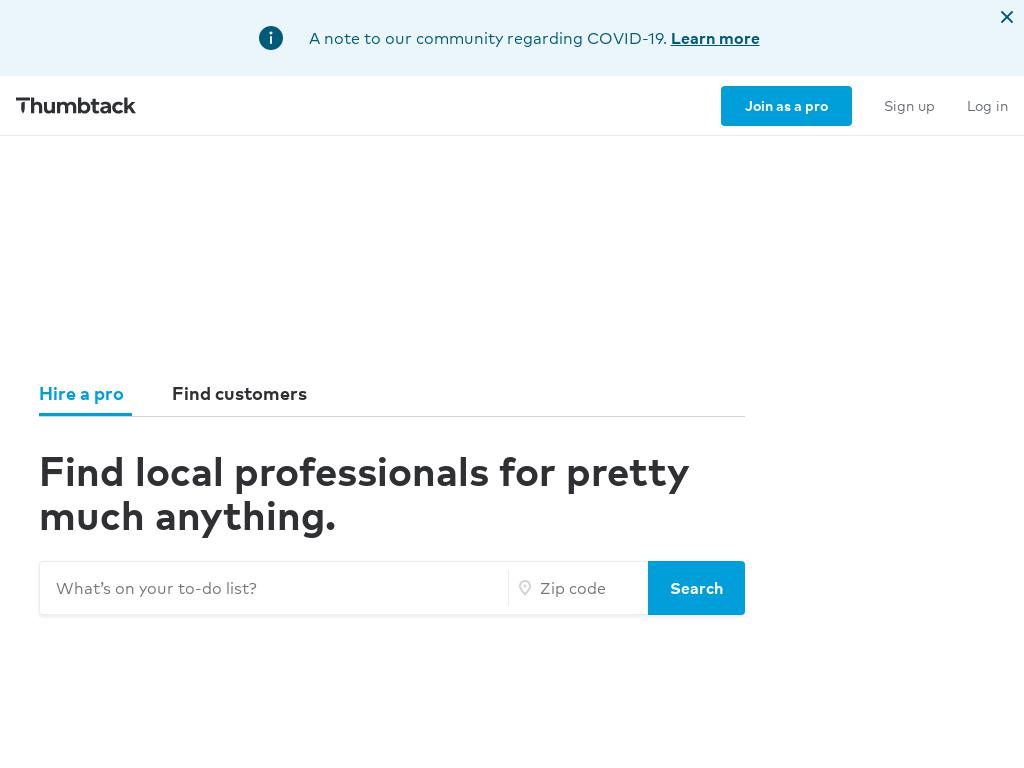 A note to our community regarding COVID-19. Learn more
Thumbtack
Join as a pro
Sign up
Log in
Hire a pro
Find customers
Find local professionals for pretty
much anything.
What’s on your to-do list?
Zip code
Search